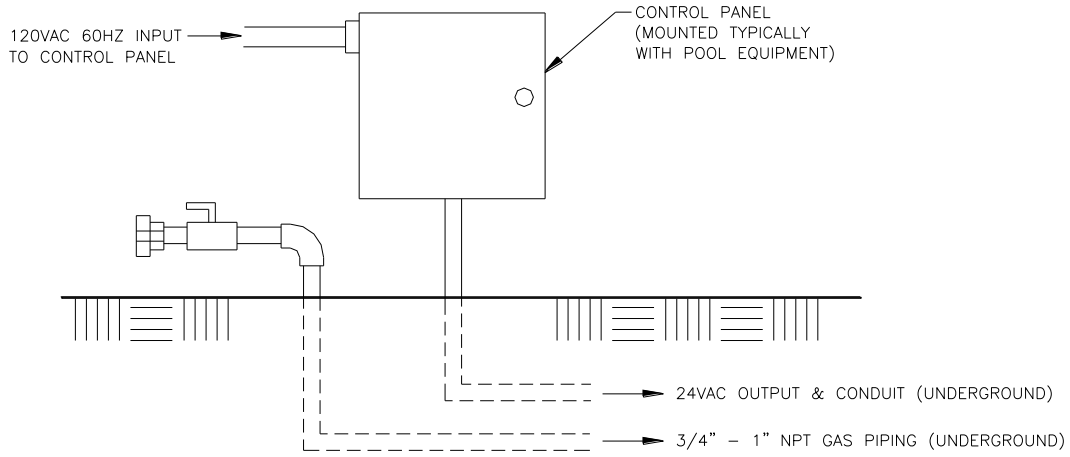 120VAC 60HZ INPUT
TO CONTROL PANEL
CONTROL PANEL
(MOUNTED TYPICALLY
WITH POOL EQUIPMENT)
24VAC OUTPUT & CONDUIT (UNDERGROUND)
3/4" - 1" NPT GAS PIPING (UNDERGROUND)